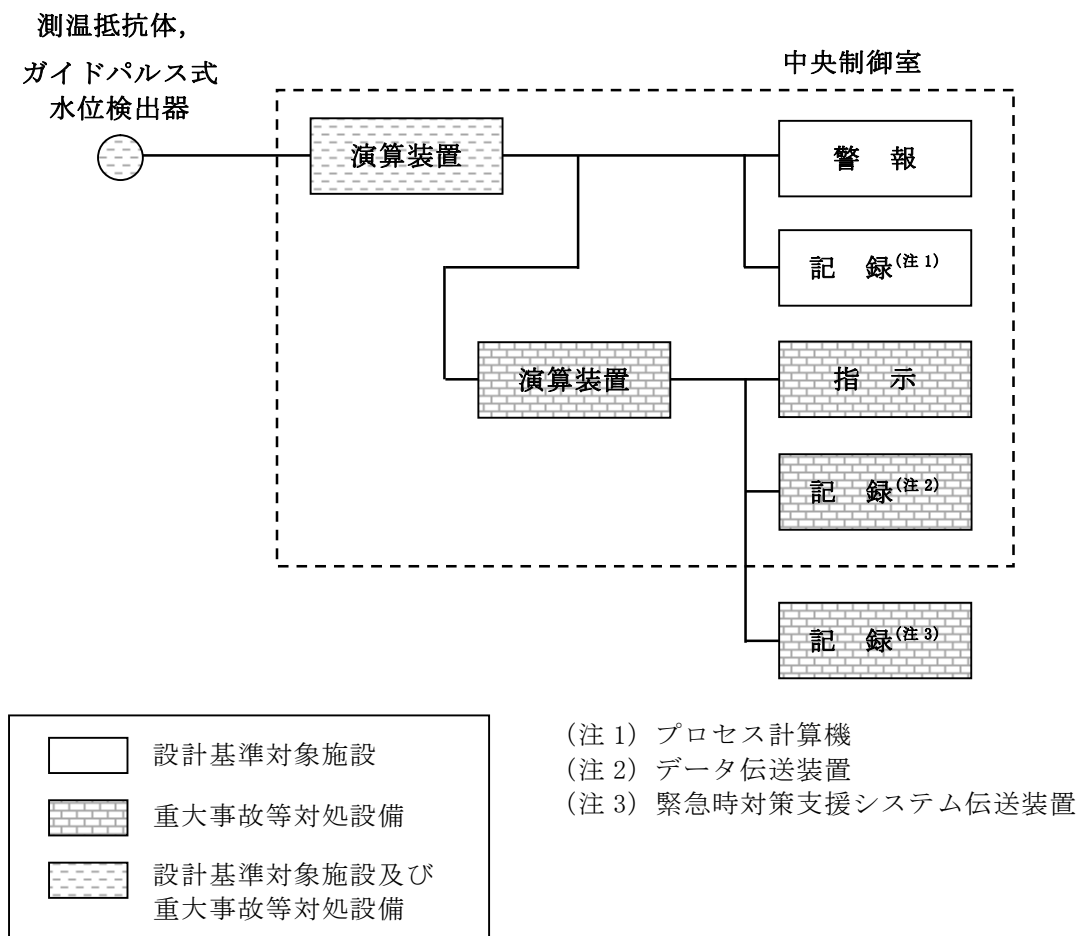 測温抵抗体,
ガイドパルス式
水位検出器
中央制御室
演算装置
警 報
記 録(注1)
演算装置
指 示
記 録(注2)
記 録(注3)
設計基準対象施設
重大事故等対処設備
設計基準対象施設及び
重大事故等対処設備
(注1) プロセス計算機
(注2) データ伝送装置
(注3) 緊急時対策支援システム伝送装置